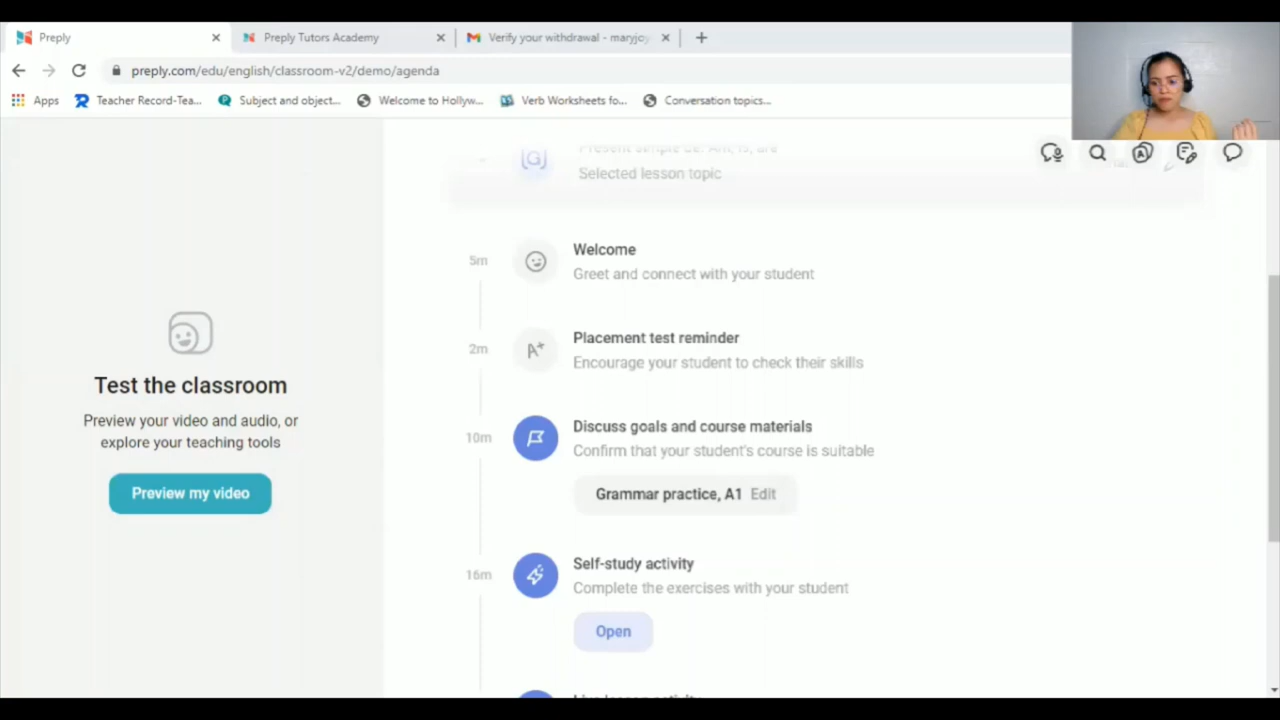 Preply
Preply Tutors Academy
Verify your withdrawal - maryjoy
preply.com/edu/english/classroom-v2/demo/agenda
Apps
Teacher Record-Tea...
Subject and object...
Welcome to Hollyw...
Verb Worksheets fo...
Conversation topics...
Selected lesson topic
5m
Welcome
Greet and connect with your student
2m
A+
Placement test reminder
Encourage your student to check their skills
10m
Discuss goals and course materials
Confirm that your student's course is suitable
Grammar practice, A1 Edit
16m
Self-study activity
Complete the exercises with your student
Open
Test the classroom
Preview your video and audio, or
explore your teaching tools
Preview my video